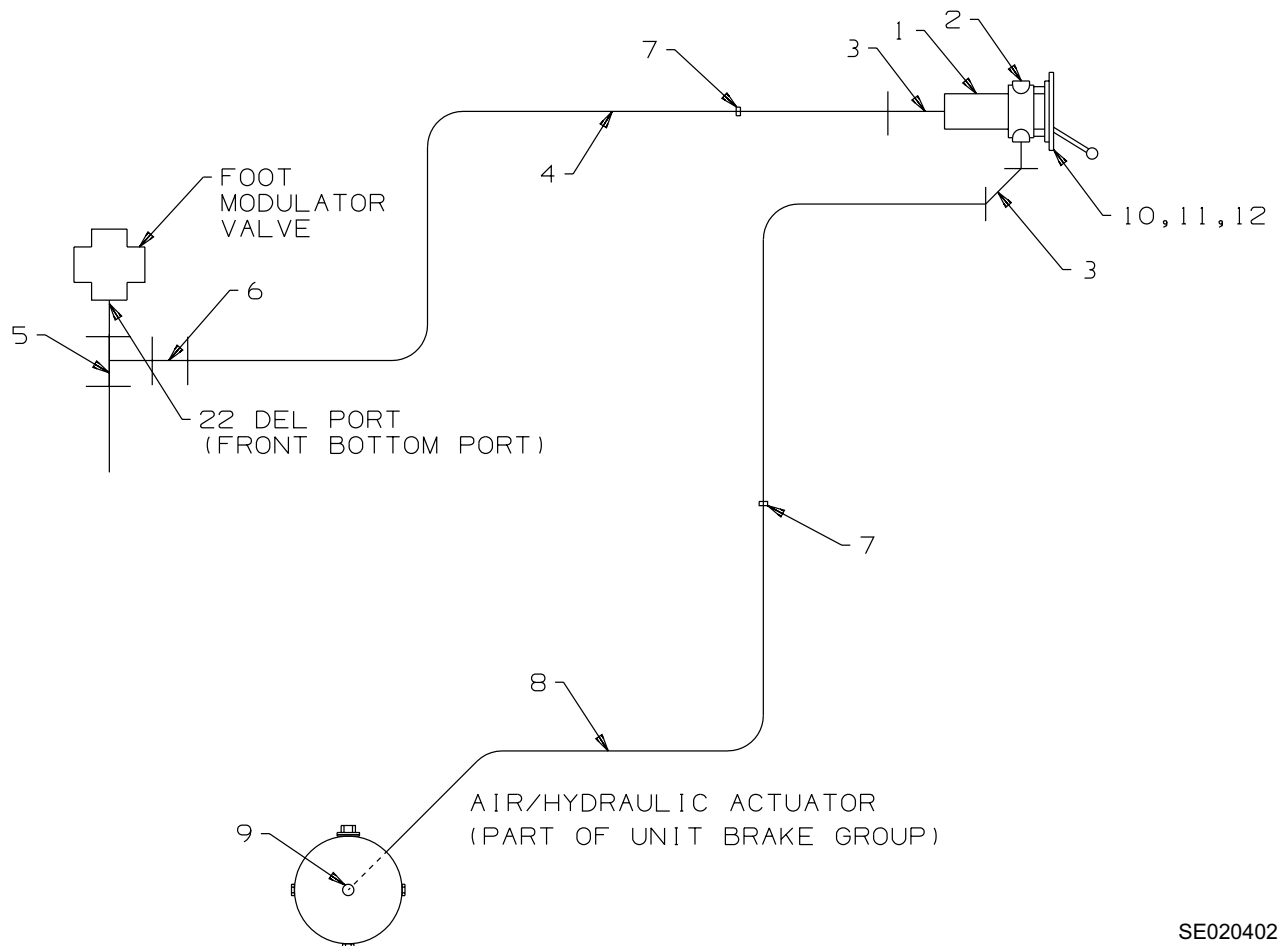 2
1
3
7
4
FOOT
MODULATOR
VALVE
10,11,12
3
6
5
22 DEL PORT
(FRONT BOTTOM PORT)
7
8
AIR/HYDRAULIC ACTUATOR
(PART OF UNIT BRAKE GROUP)
9
SE020402